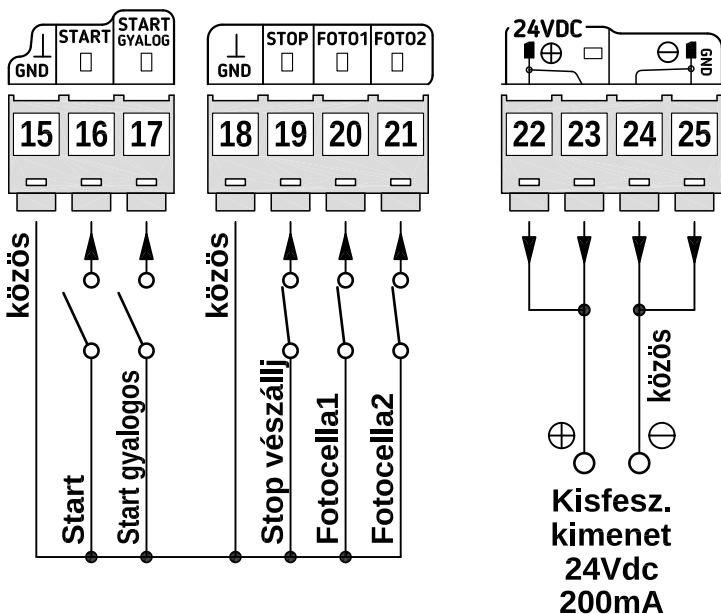 GND
START
START
GYALOG
GND
STOP
FOTO1
FOTO2
24VDC
GND
15
16
17
18
19
20
21
22
23
24
25
közös
Start
Start gyalogos
közös
Stop vészállj
Fotocella1
Fotocella2
közös
Kisfesz.
kimenet
24Vdc
200mA